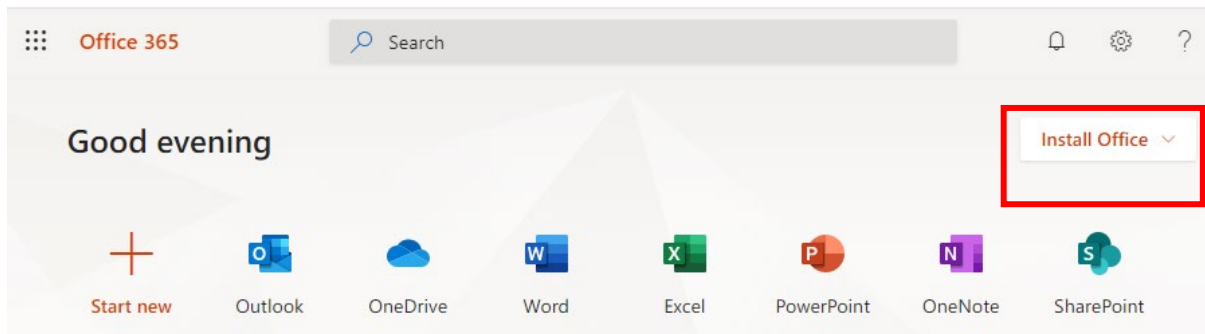 Office 365 Search ?
Good evening
Install Office
Start new Outlook OneDrive Word Excel PowerPoint OneNote SharePoint